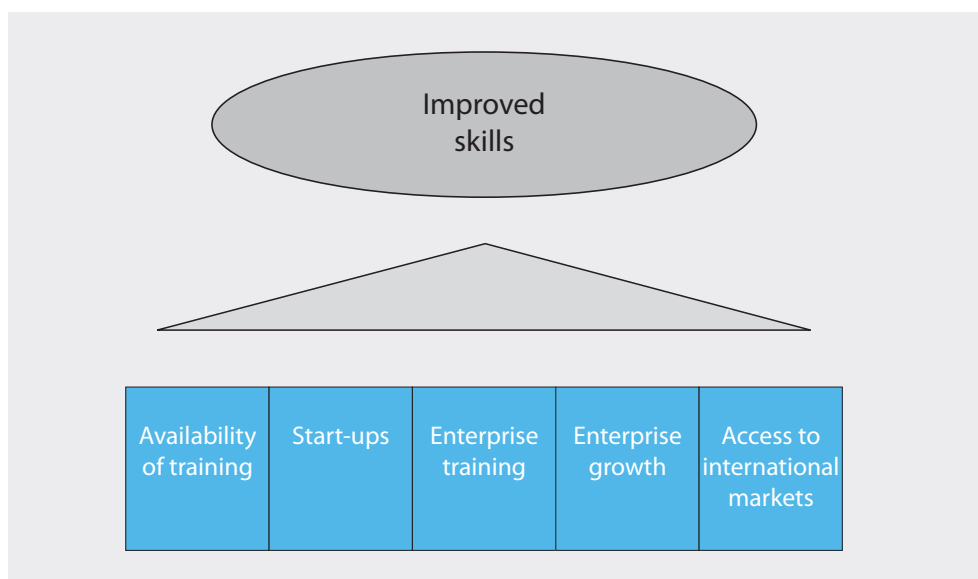 Improved
skills
Availability
of training
Start-ups
Enterprise
training
Enterprise
growth
Access to
international
markets